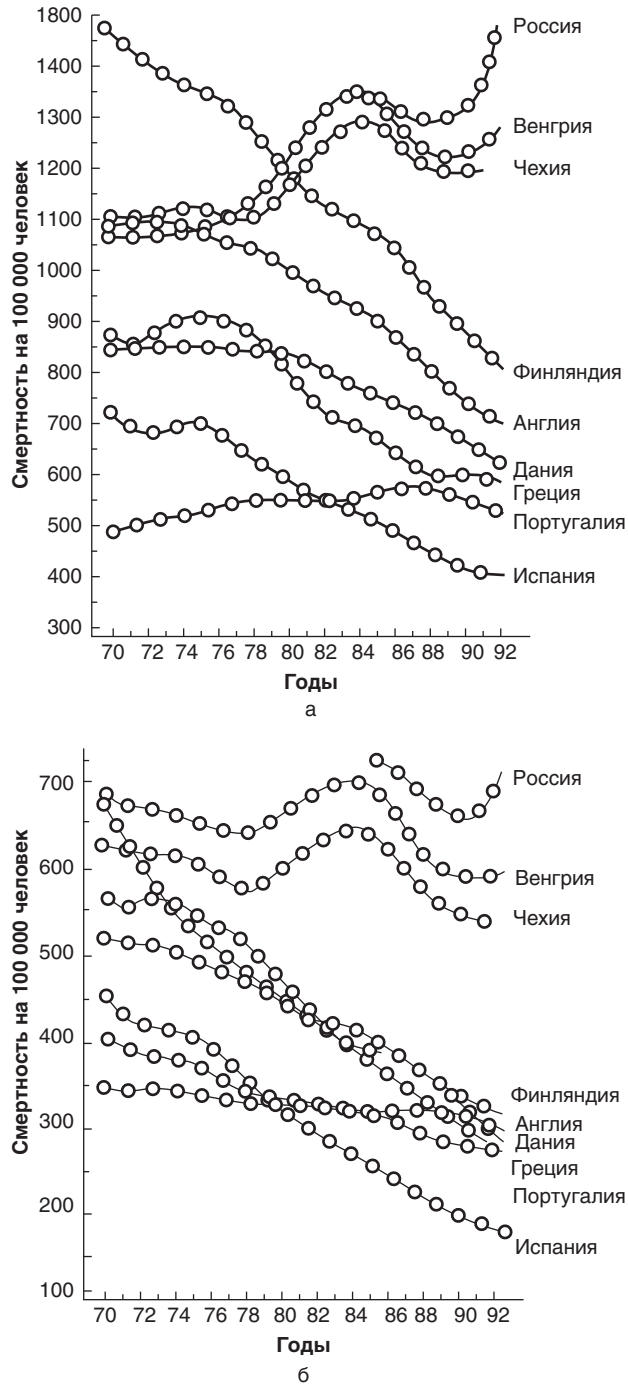 Смертность на 100 000 человек
1800
1400
1300
1200
1100
1000
900
800
700
600
500
400
300
Россия
Венгрия
Чехия
Финляндия
Англия
Дания
Греция
Португалия
Испания
70 72 74 76 78 80 82 84 86 88 90 92
Годы
а
Смертность на 100 000 человек
700
600
500
400
300
200
100
Россия
Венгрия
Чехия
Финляндия
Англия
Дания
Греция
Португалия
Испания
70 72 74 76 78 80 82 84 86 88 90 92
Годы
б